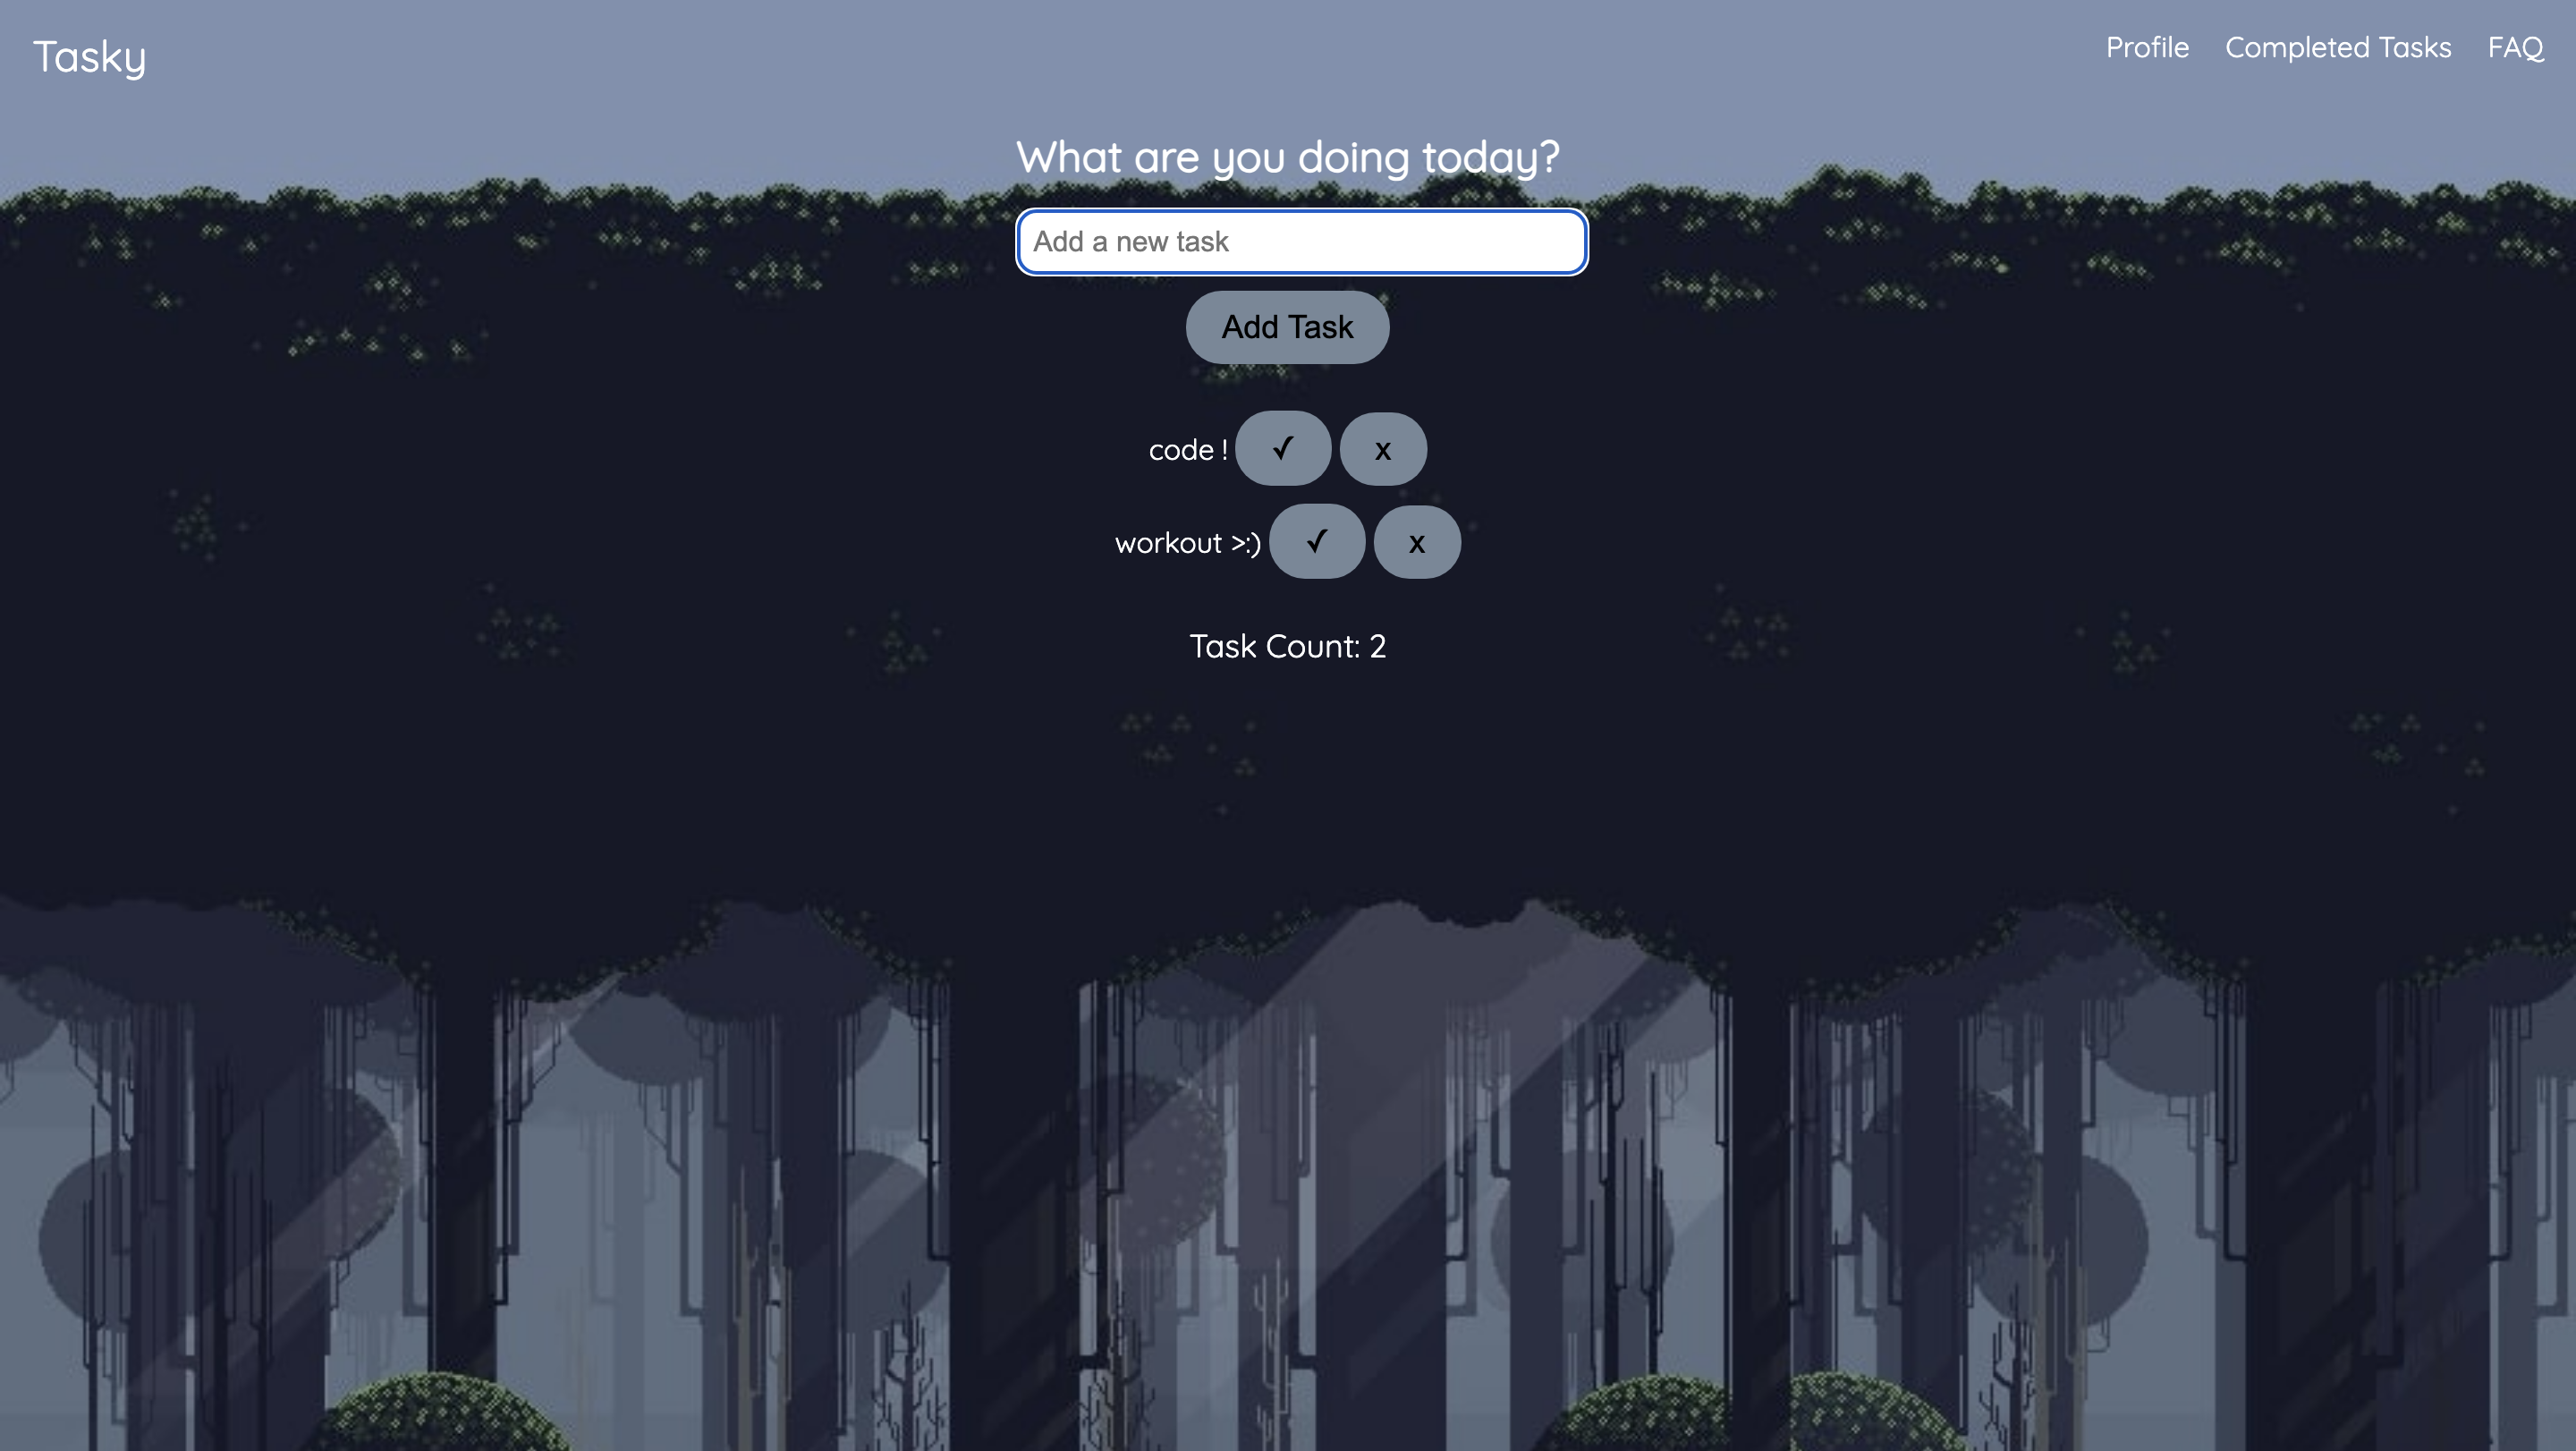 Tasky
Profile Completed Tasks FAQ
What are you doing today?
Add a new task
Add Task
code ! ✓ x
workout >:) ✓ x
Task Count: 2